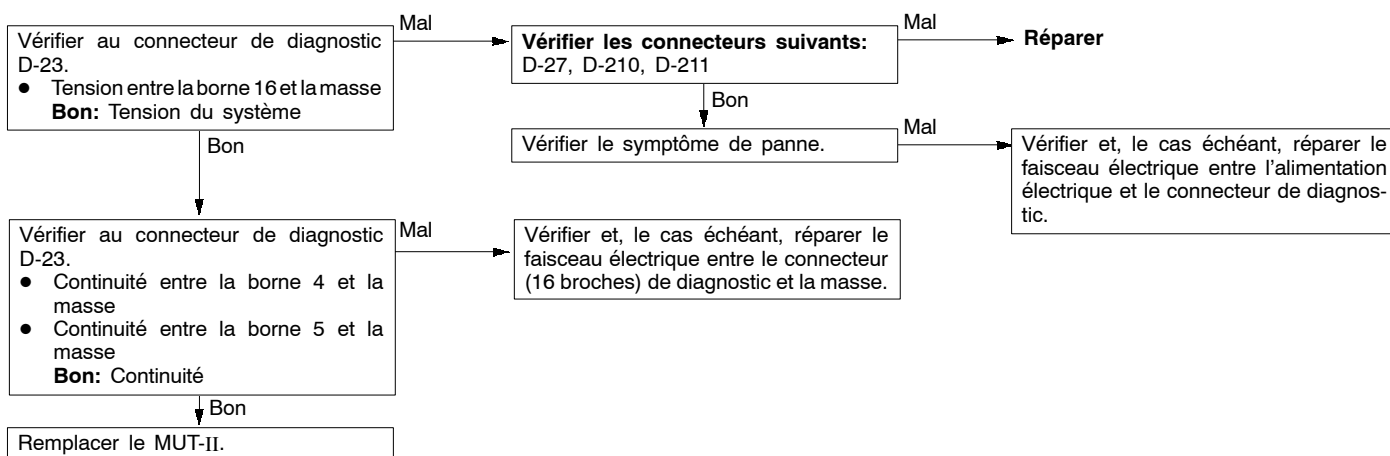 Vérifier au connecteur de diagnostic
D-23.
● Tension entre la borne 16 et la masse
Bon: Tension du système
Mal
Vérifier les connecteurs suivants:
D-27, D-210, D-211
Mal
Réparer
Bon
Vérifier le symptôme de panne.
Mal
Vérifier et, le cas échéant, réparer le
faisceau électrique entre l'alimentation
électrique et le connecteur de diagnos-
tic.
Bon
Vérifier au connecteur de diagnostic
D-23.
● Continuité entre la borne 4 et la
masse
● Continuité entre la borne 5 et la
masse
Bon: Continuité
Mal
Vérifier et, le cas échéant, réparer le
faisceau électrique entre le connecteur
(16 broches) de diagnostic et la masse.
Bon
Remplacer le MUT-II.